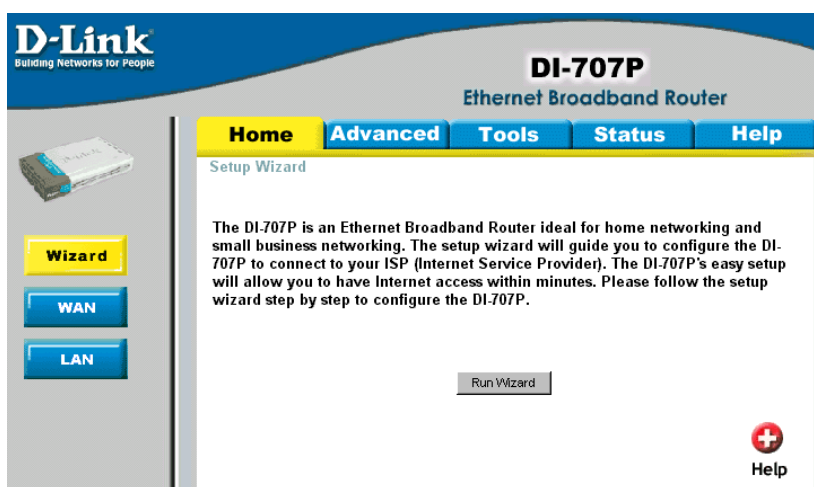 D-Link
Building Networks for People
DI-707P
Ethernet Broadband Router
Home Advanced Tools Status Help
Setup Wizard
The DI-707P is an Ethernet Broadband Router ideal for home networking and
small business networking. The setup wizard will guide you to configure the DI-
707P to connect to your ISP (Internet Service Provider). The DI-707P's easy setup
will allow you to have Internet access within minutes. Please follow the setup
wizard step by step to configure the DI-707P.
Wizard
WAN
LAN
Run Wizard
Help